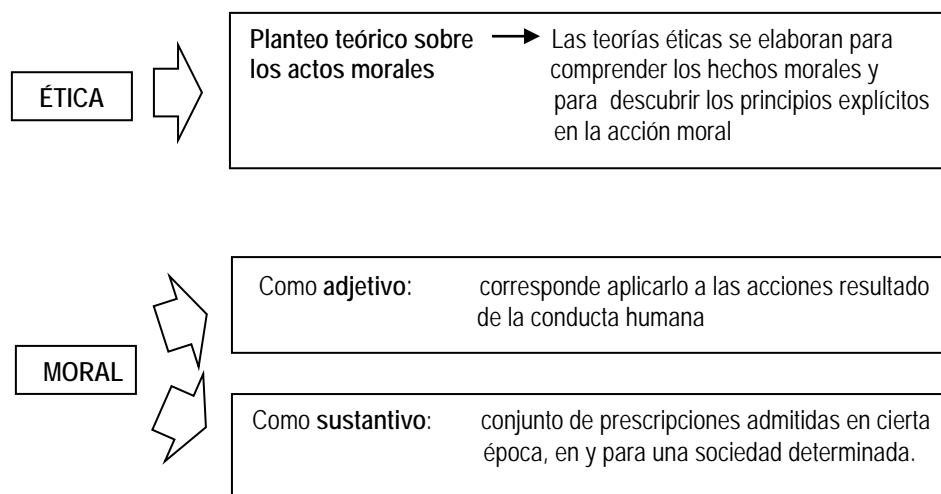 ÉTICA
Planteo teórico sobre
los actos morales
Las teorías éticas se elaboran para
comprender los hechos morales y
para descubrir los principios explícitos
en la acción moral
MORAL
Como adjetivo: corresponde aplicarlo a las acciones resultado
de la conducta humana
Como sustantivo: conjunto de prescripciones admitidas en cierta
época, en y para una sociedad determinada.